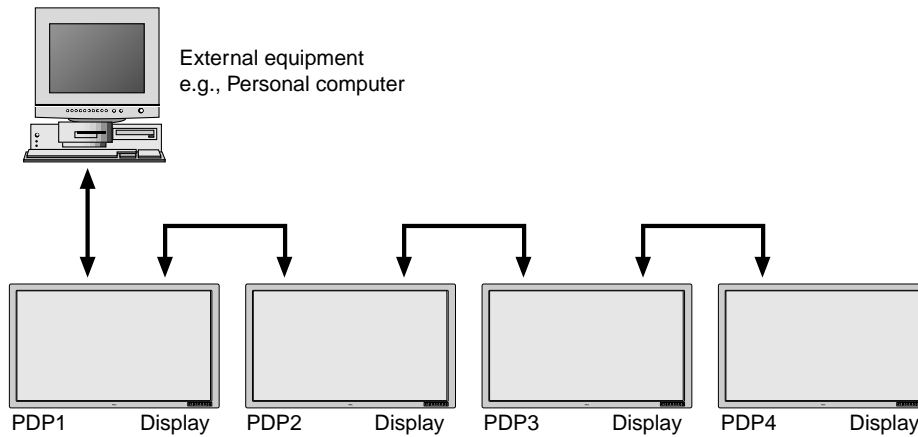 External equipment
e.g., Personal computer
PDP1 Display PDP2 Display PDP3 Display PDP4 Display